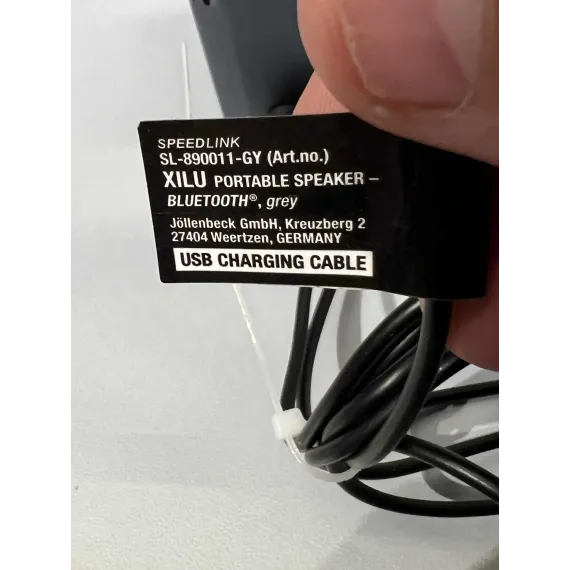 SPEEDLINK
SL-890011-GY (Art.no.)
XILU PORTABLE SPEAKER –
BLUETOOTH®, grey
Jöllenbeck GmbH, Kreuzberg 2
27404 Weertzen, GERMANY
USB CHARGING CABLE